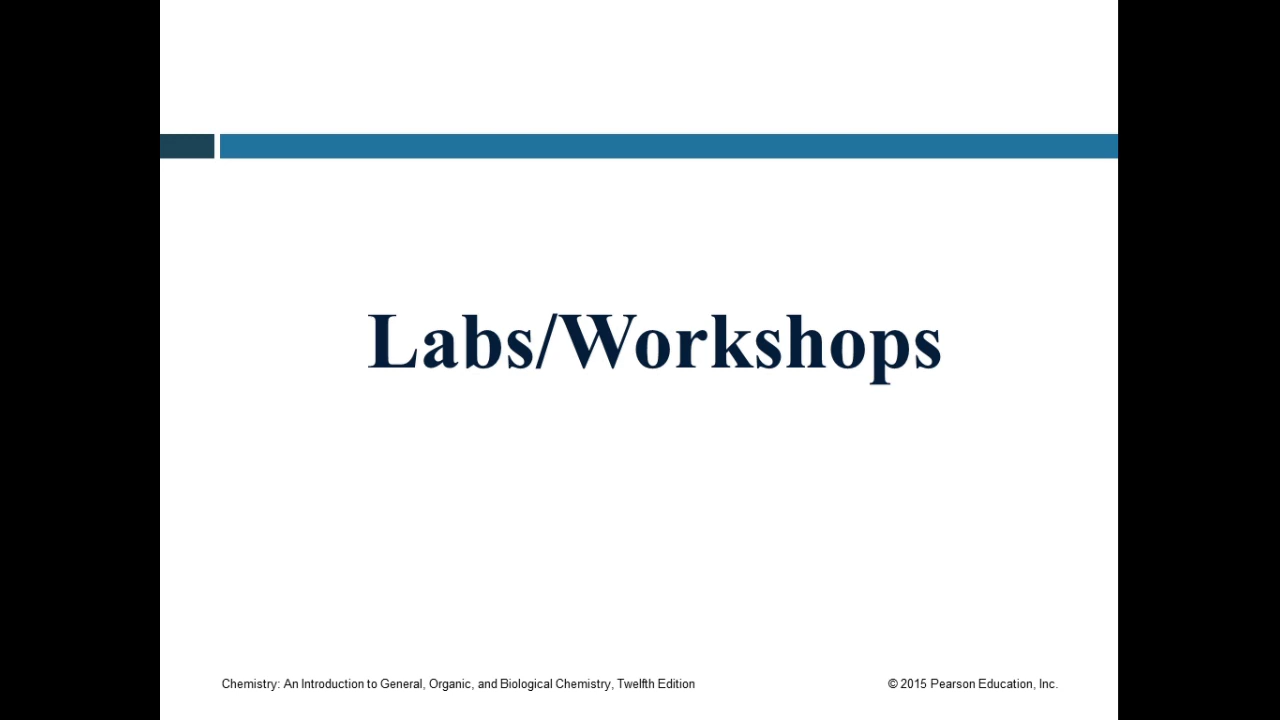 Labs/Workshops
Chemistry: An Introduction to General, Organic, and Biological Chemistry, Twelfth Edition
© 2015 Pearson Education, Inc.